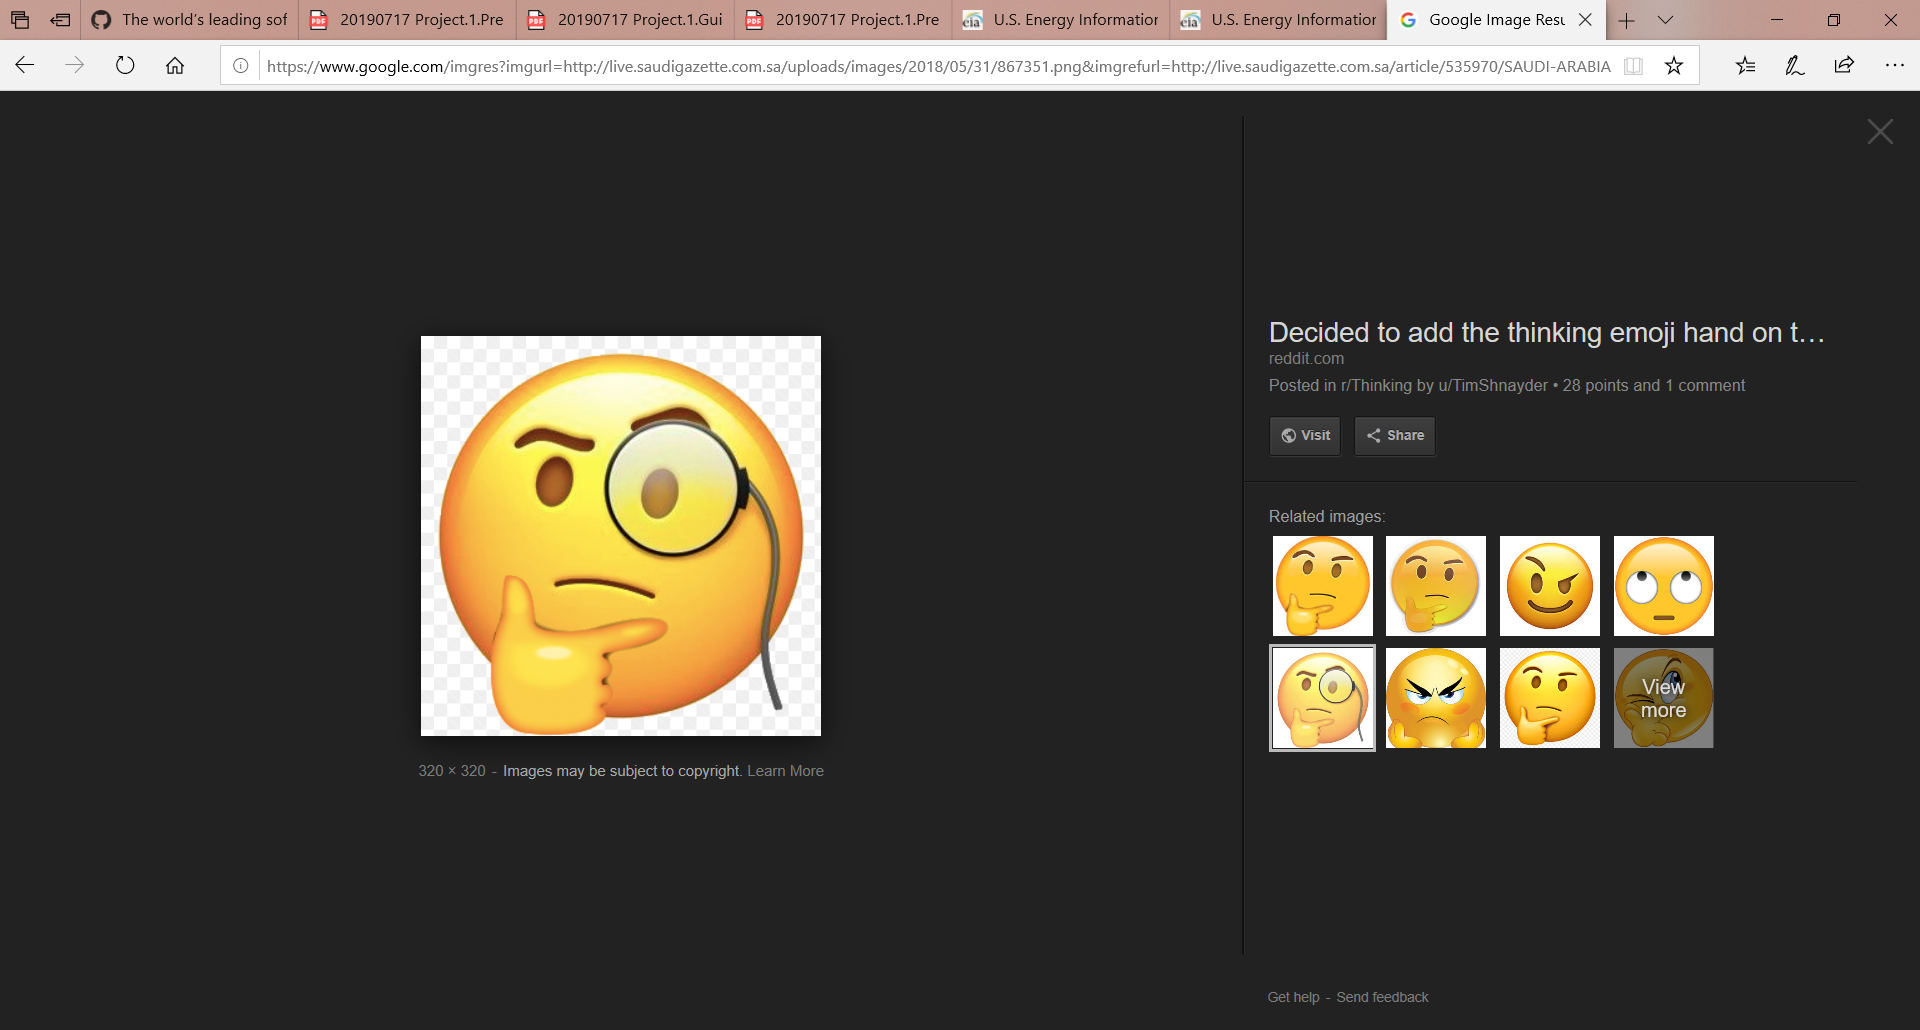 The world's leading sof
20190717 Project.1.Pre
20190717 Project.1.Gui
20190717 Project.1.Pre
eia U.S. Energy Information
eia U.S. Energy Information
Google Image Resu
https://www.google.com/imgres?imgurl=http://live.saudigazette.com.sa/uploads/images/2018/05/31/867351.png&imgrefurl=http://live.saudigazette.com.sa/article/535970/SAUDI-ARABIA
Decided to add the thinking emoji hand on t...
reddit.com
Posted in r/Thinking by u/TimShnayder • 28 points and 1 comment
Visit
Share
Related images:
View
more
320 × 320 - Images may be subject to copyright. Learn More
Get help - Send feedback